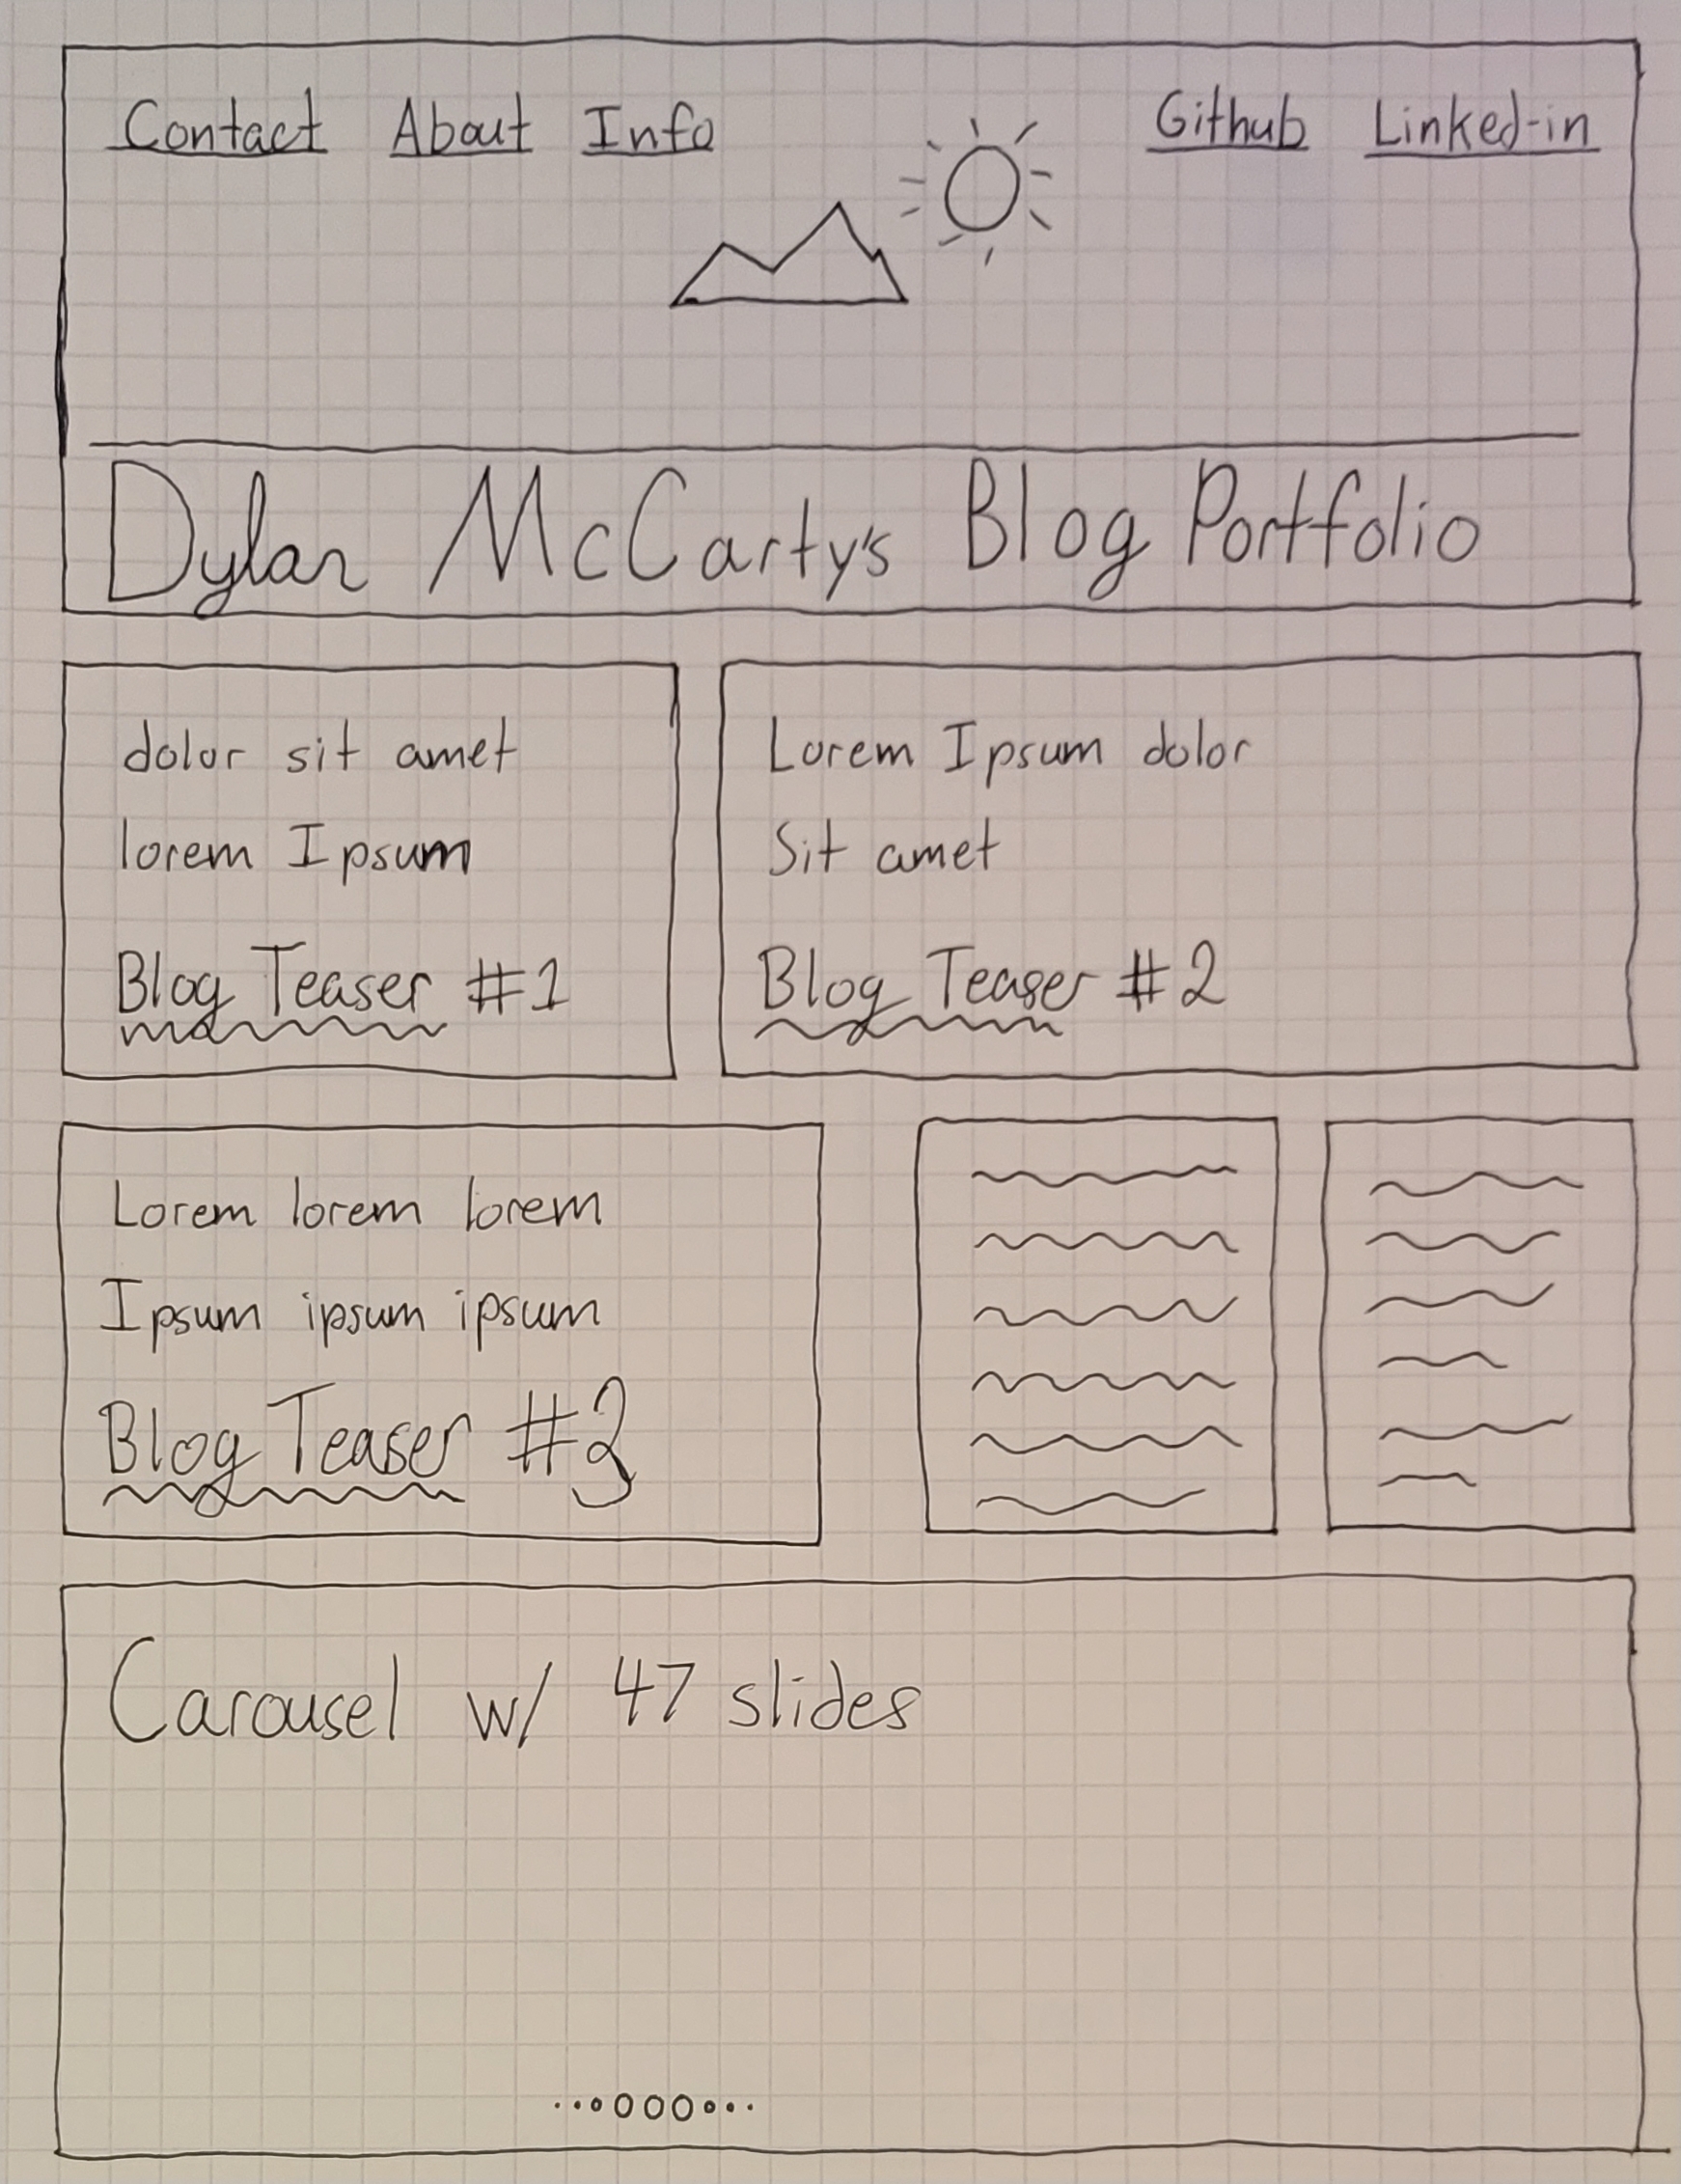 Contact About Info Github Linked-in
Dylan McCarty's Blog Portfolio
dolor sit amet
lorem Ipsum
Blog Teaser #1
Lorem Ipsum dolor
Sit amet
Blog Teaser #2
Lorem lorem lorem
Ipsum ipsum ipsum
Blog Teaser #3
Carousel w/ 47 slides